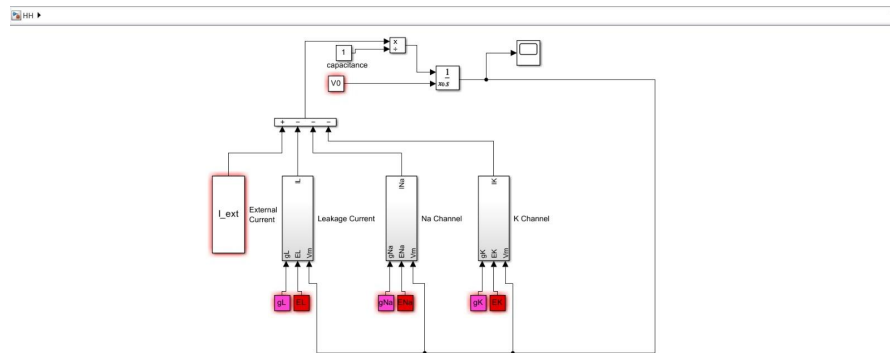 HH
1
capacitance
×
÷
V0
1
+ − − −
I_ext
External
Current
IL
gL
EL
Vm
Leakage Current
INa
gNa
ENa
Vm
Na Channel
IK
gK
EK
Vm
K Channel
gL
EL
gNa
ENa
gK
EK